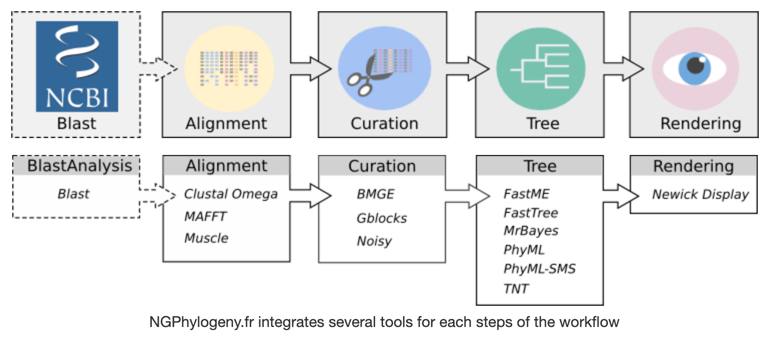 NCBI
Blast
Alignment
Curation
Tree
Rendering
BlastAnalysis
Blast
Alignment
Clustal Omega
MAFFT
Muscle
Curation
BMGE
Gblocks
Noisy
Tree
FastME
FastTree
MrBayes
PhyML
PhyML-SMS
TNT
Rendering
Newick Display
NGPhylogeny.fr integrates several tools for each steps of the workflow